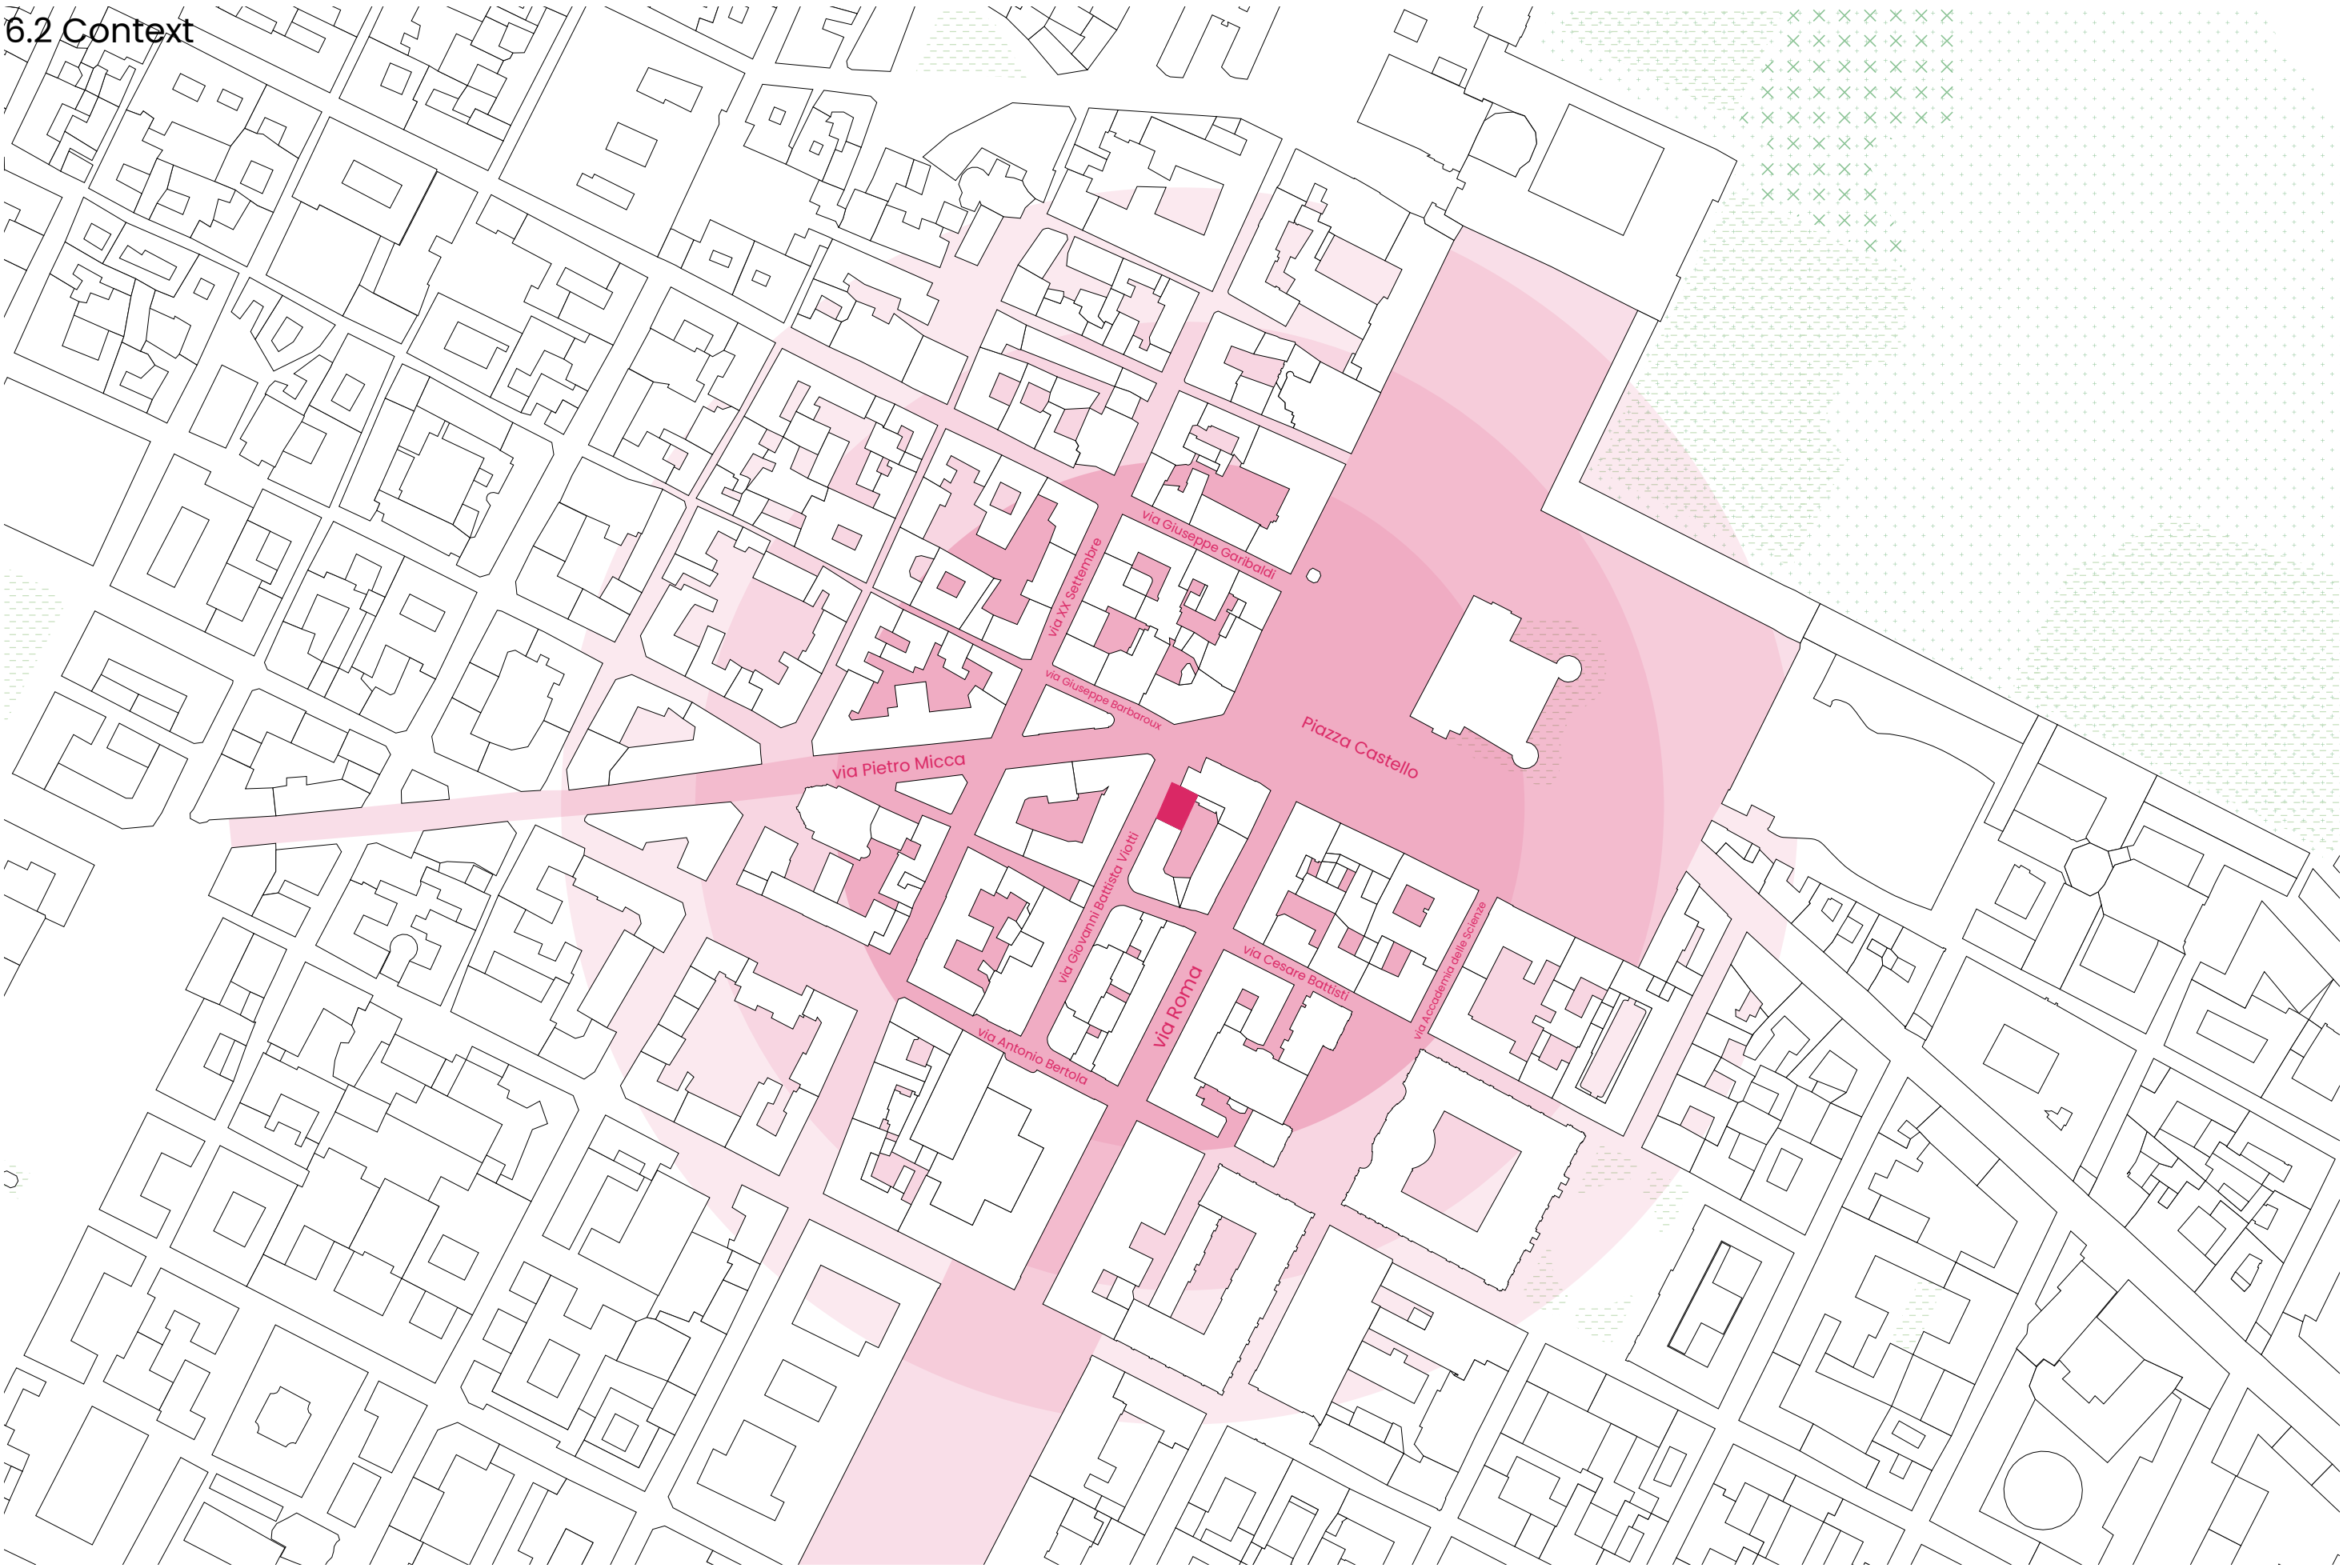 6.2 Context
via Giuseppe Garibaldi
via XX Settembre
via Giuseppe Barbaroux
Piazza Castello
via Pietro Micca
via Giovanni Battista Viotti
via Accademia delle Scienze
via Cesare Battisti
via Roma
via Antonio Bertola